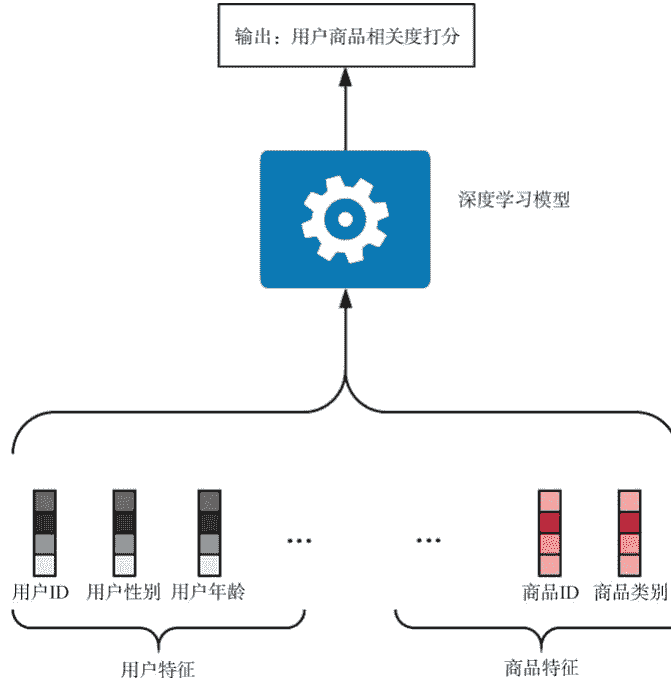 输出：用户商品相关度打分
深度学习模型
...
...
用户ID
用户性别
用户年龄
商品ID
商品类别
用户特征
商品特征